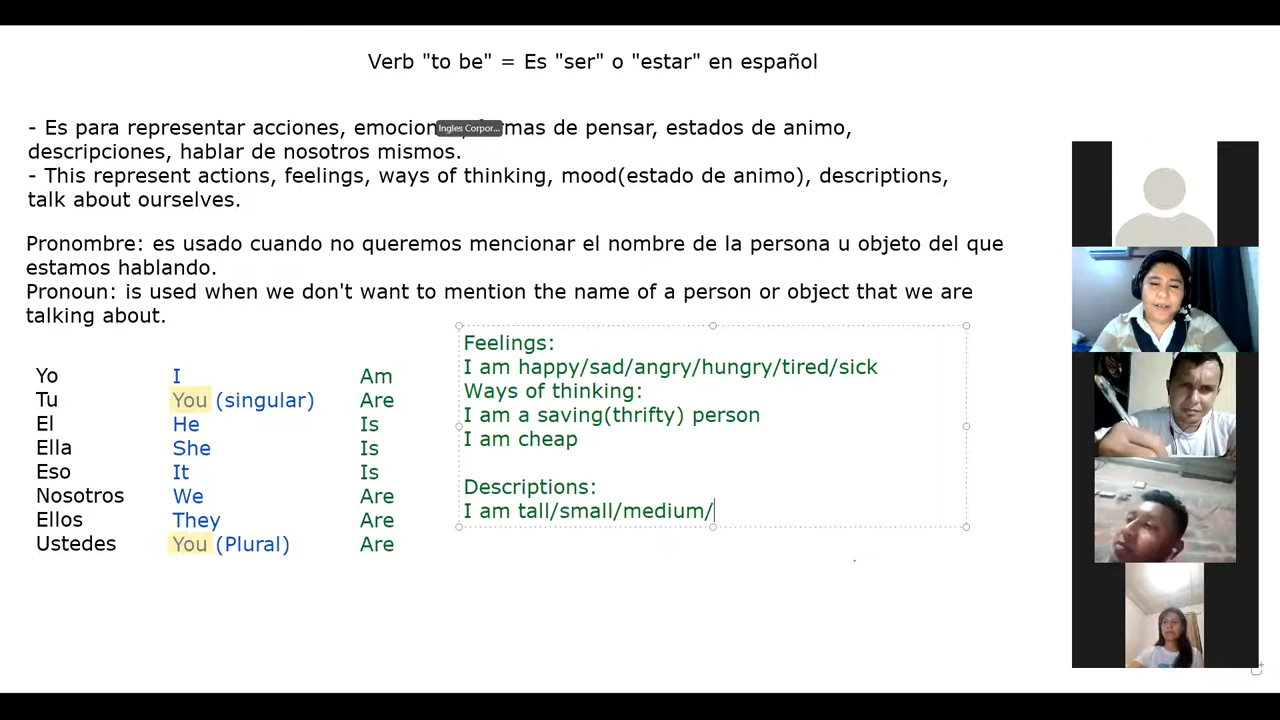 Verb "to be" = Es "ser" o "estar" en español
- Es para representar acciones, emocion rmas de pensar, estados de animo,
Ingles Corpor...
descripciones, hablar de nosotros mismos.
- This represent actions, feelings, ways of thinking, mood(estado de animo), descriptions,
talk about ourselves.
Pronombre: es usado cuando no queremos mencionar el nombre de la persona u objeto del que
estamos hablando.
Pronoun: is used when we don't want to mention the name of a person or object that we are
talking about.
Yo I Am
Tu You (singular) Are
El He Is
Ella She Is
Eso It Is
Nosotros We Are
Ellos They Are
Ustedes You (Plural) Are
Feelings:
I am happy/sad/angry/hungry/tired/sick
Ways of thinking:
I am a saving(thrifty) person
I am cheap
Descriptions:
I am tall/small/medium/